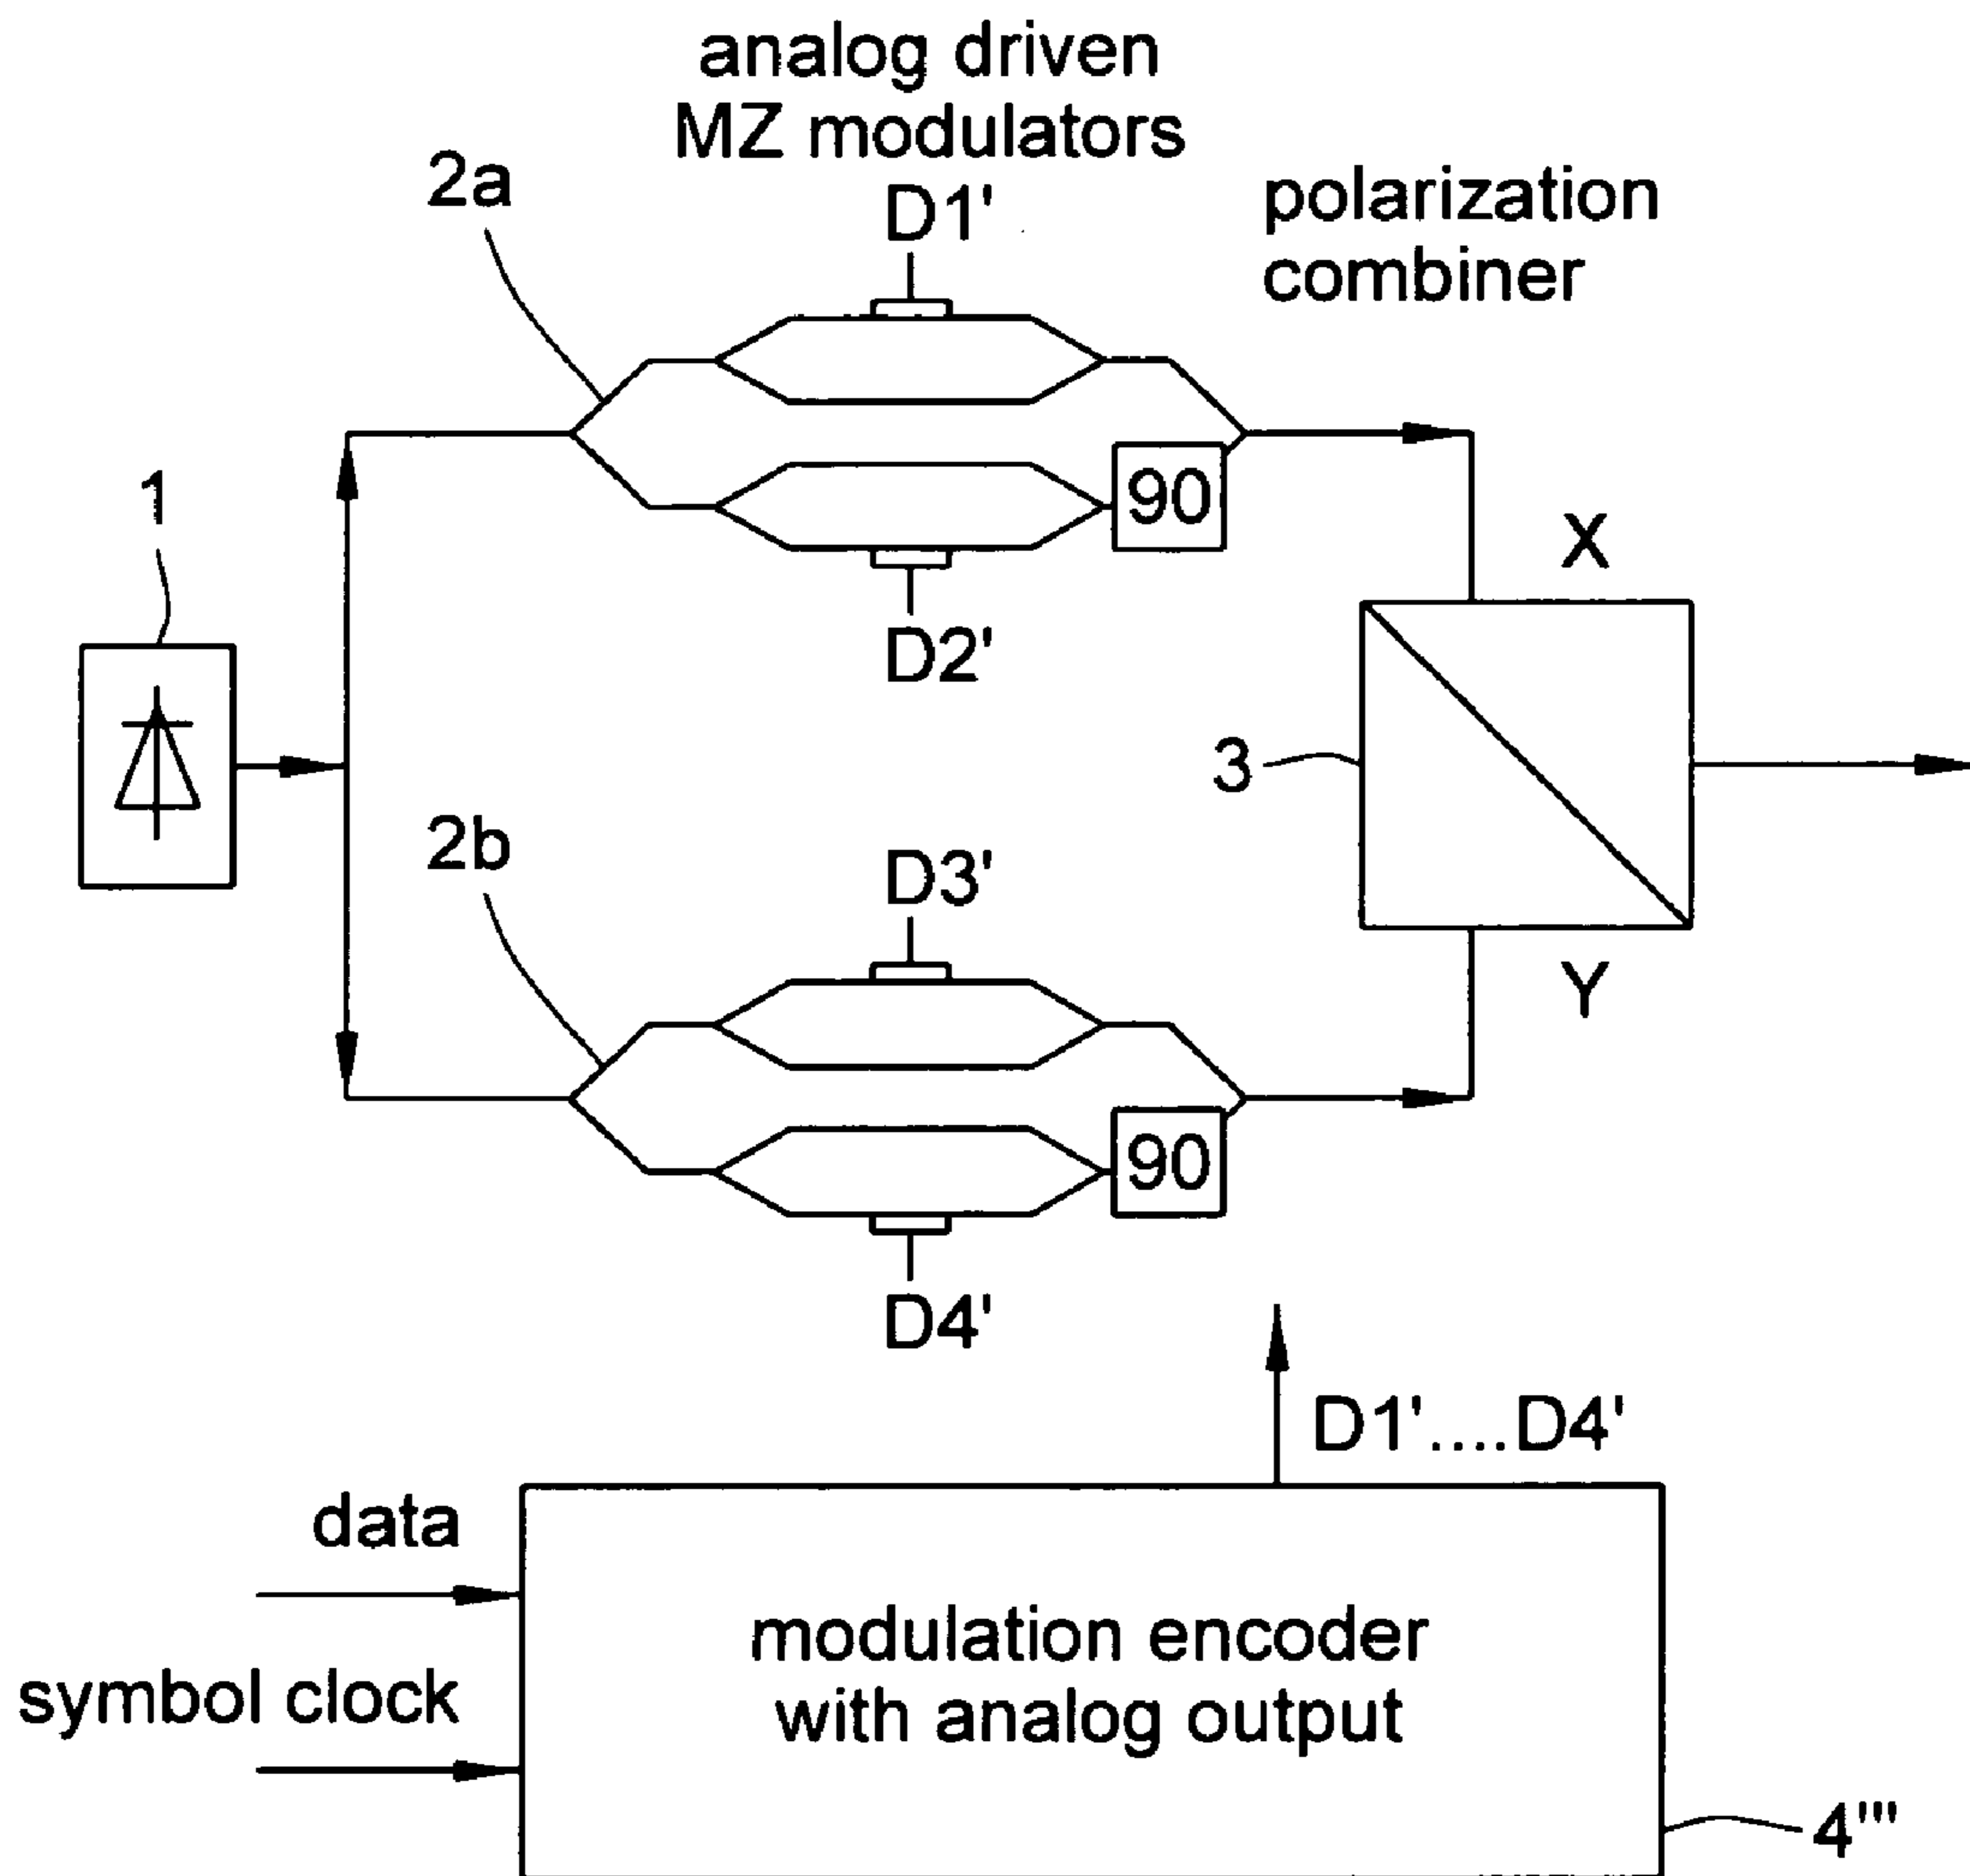 analog driven
MZ modulators
2a
D1'
polarization
combiner
90
1
X
D2'
3
2b
D3'
Y
90
D4'
D1'....D4'
data
modulation encoder
symbol clock
with analog output
4'''